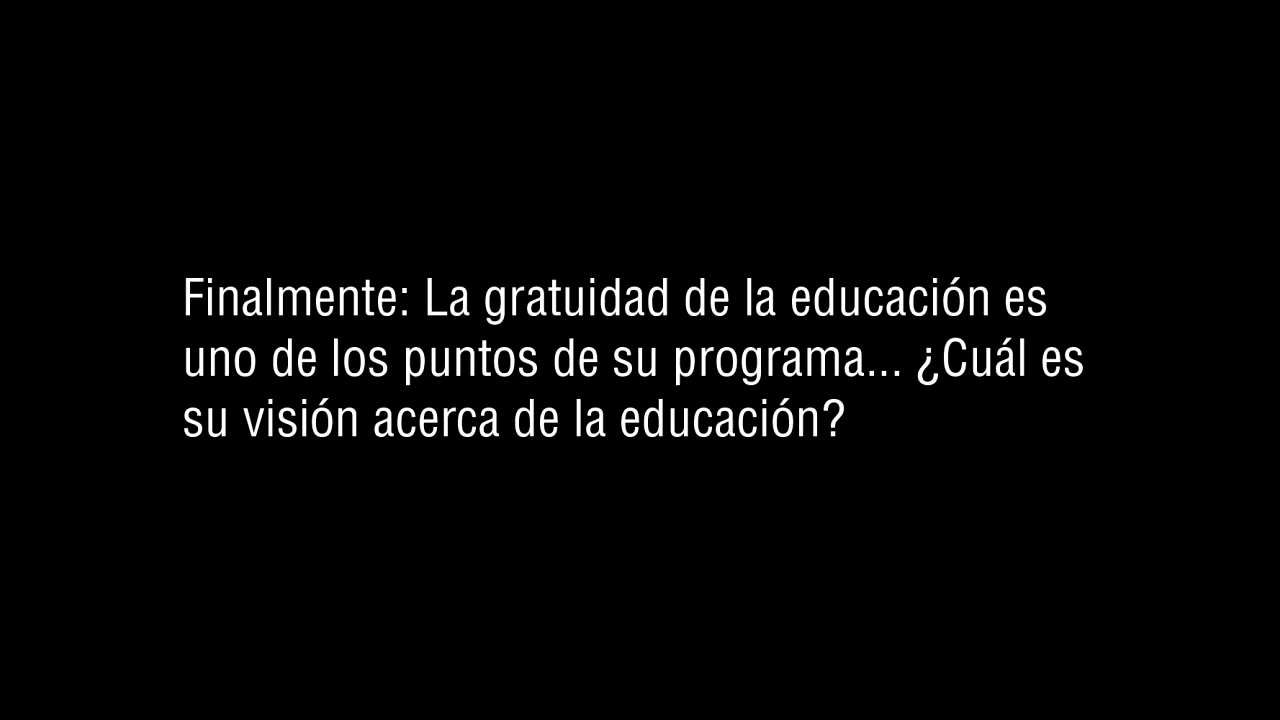 Finalmente: La gratuidad de la educación es
uno de los puntos de su programa... ¿Cuál es
su visión acerca de la educación?